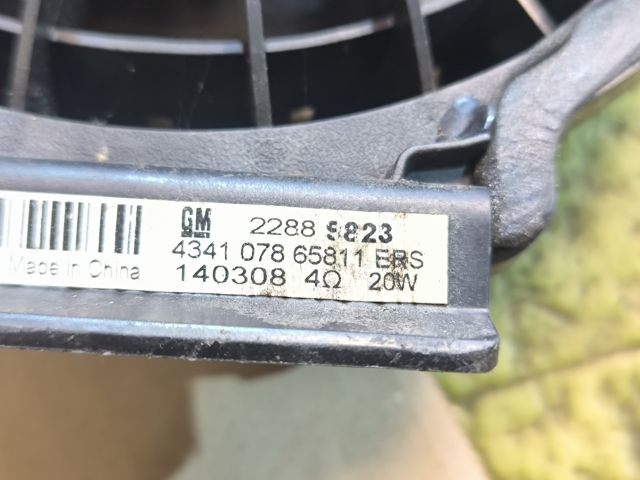 GM 2288 9823
4341 078 65811 ERS
Made in China 140308 4Ω 20W